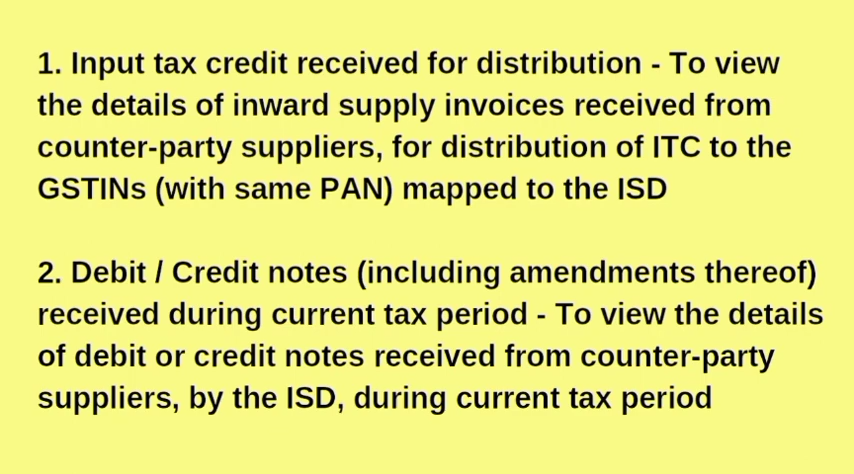 1. Input tax credit received for distribution - To view
the details of inward supply invoices received from
counter-party suppliers, for distribution of ITC to the
GSTINs (with same PAN) mapped to the ISD
2. Debit / Credit notes (including amendments thereof)
received during current tax period - To view the details
of debit or credit notes received from counter-party
suppliers, by the ISD, during current tax period